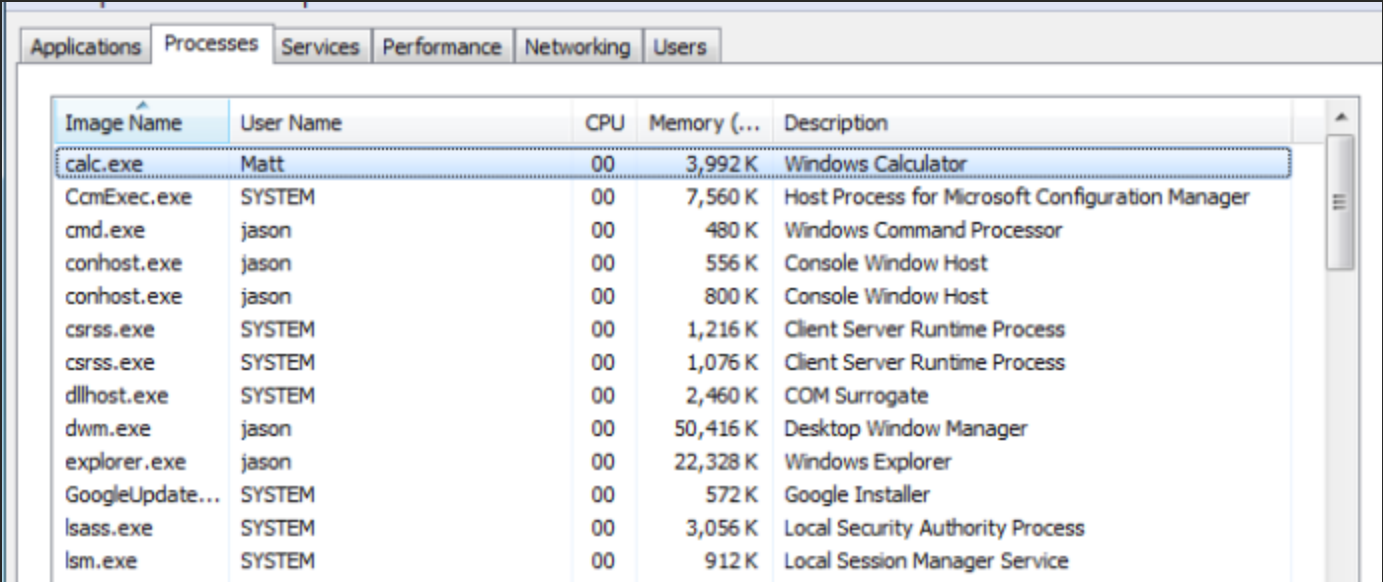 Applications Processes Services Performance Networking Users
Image Name User Name CPU Memory (... Description
calc.exe Matt 00 3,992 K Windows Calculator
CcmExec.exe SYSTEM 00 7,560 K Host Process for Microsoft Configuration Manager
cmd.exe jason 00 480 K Windows Command Processor
conhost.exe jason 00 556 K Console Window Host
conhost.exe jason 00 800 K Console Window Host
csrss.exe SYSTEM 00 1,216 K Client Server Runtime Process
csrss.exe SYSTEM 00 1,076 K Client Server Runtime Process
dllhost.exe SYSTEM 00 2,460 K COM Surrogate
dwm.exe jason 00 50,416 K Desktop Window Manager
explorer.exe jason 00 22,328 K Windows Explorer
GoogleUpdate... SYSTEM 00 572 K Google Installer
lsass.exe SYSTEM 00 3,056 K Local Security Authority Process
lsm.exe SYSTEM 00 912 K Local Session Manager Service